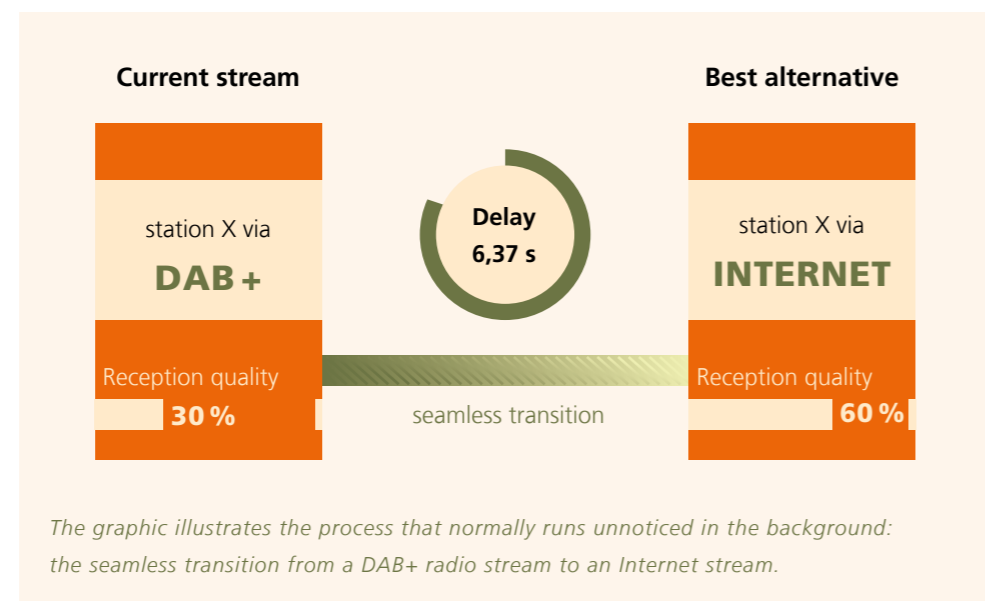 Current stream
Best alternative
station X via
DAB+
Delay
6,37 s
station X via
INTERNET
Reception quality
30 %
seamless transition
Reception quality
60 %
The graphic illustrates the process that normally runs unnoticed in the background:
the seamless transition from a DAB+ radio stream to an Internet stream.